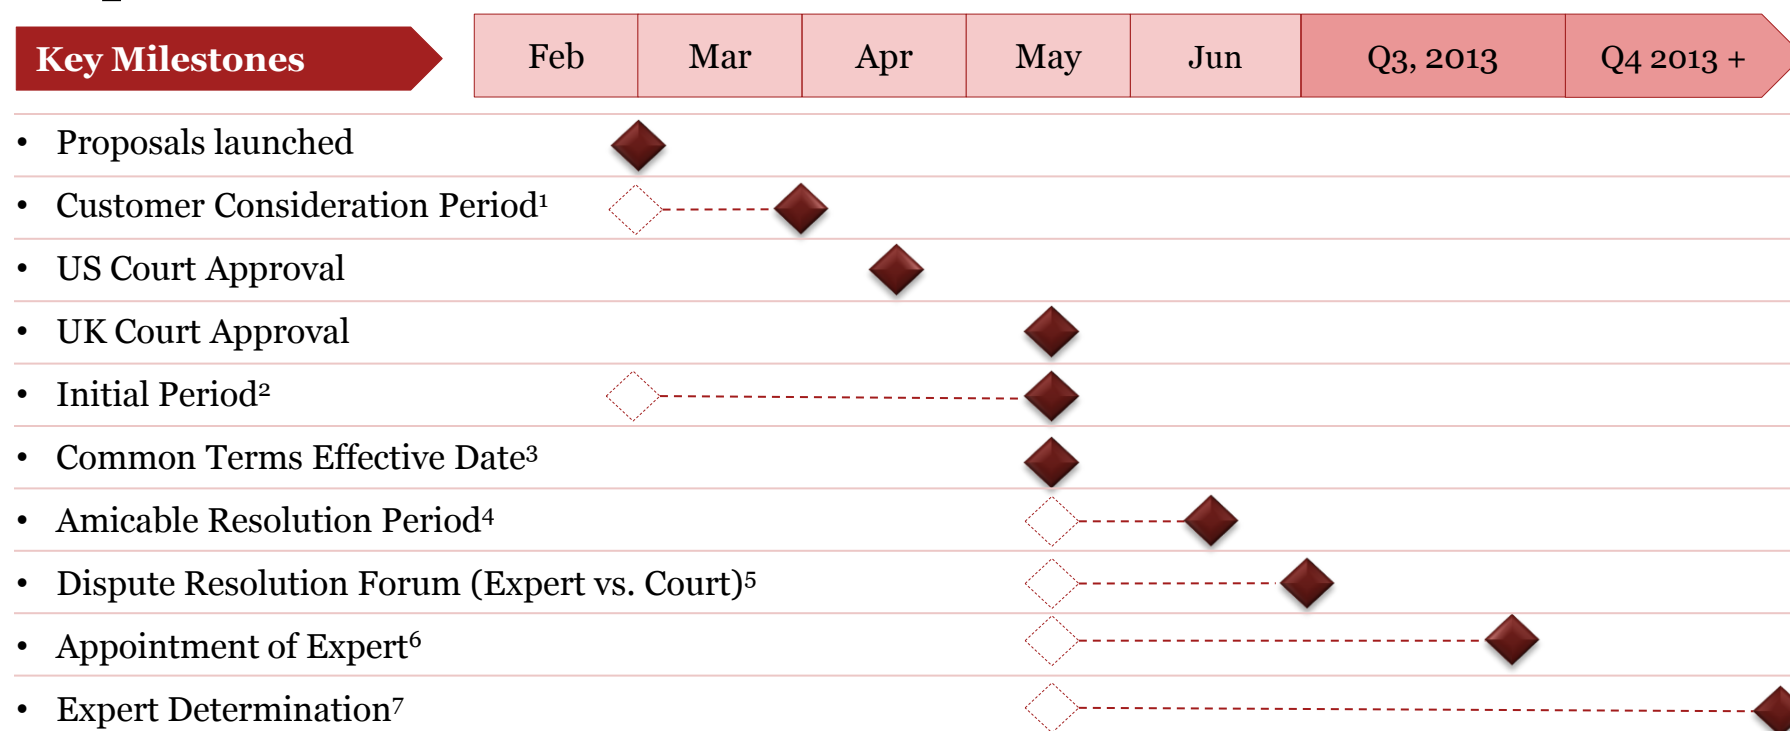 Key Milestones Feb Mar Apr May Jun Q3, 2013 Q4 2013 +
• Proposals launched
• Customer Consideration Period¹
• US Court Approval
• UK Court Approval
• Initial Period²
• Common Terms Effective Date³
• Amicable Resolution Period⁴
• Dispute Resolution Forum (Expert vs. Court)⁵
• Appointment of Expert⁶
• Expert Determination⁷